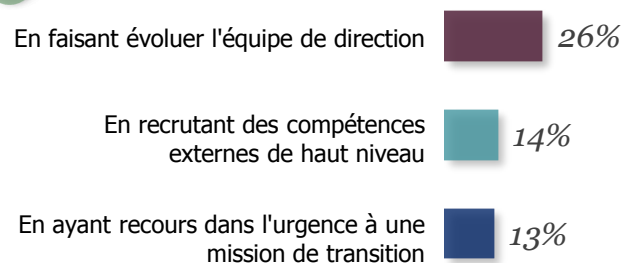 En faisant évoluer l'équipe de direction 26%
En recrutant des compétences
externes de haut niveau 14%
En ayant recours dans l'urgence à une
mission de transition 13%